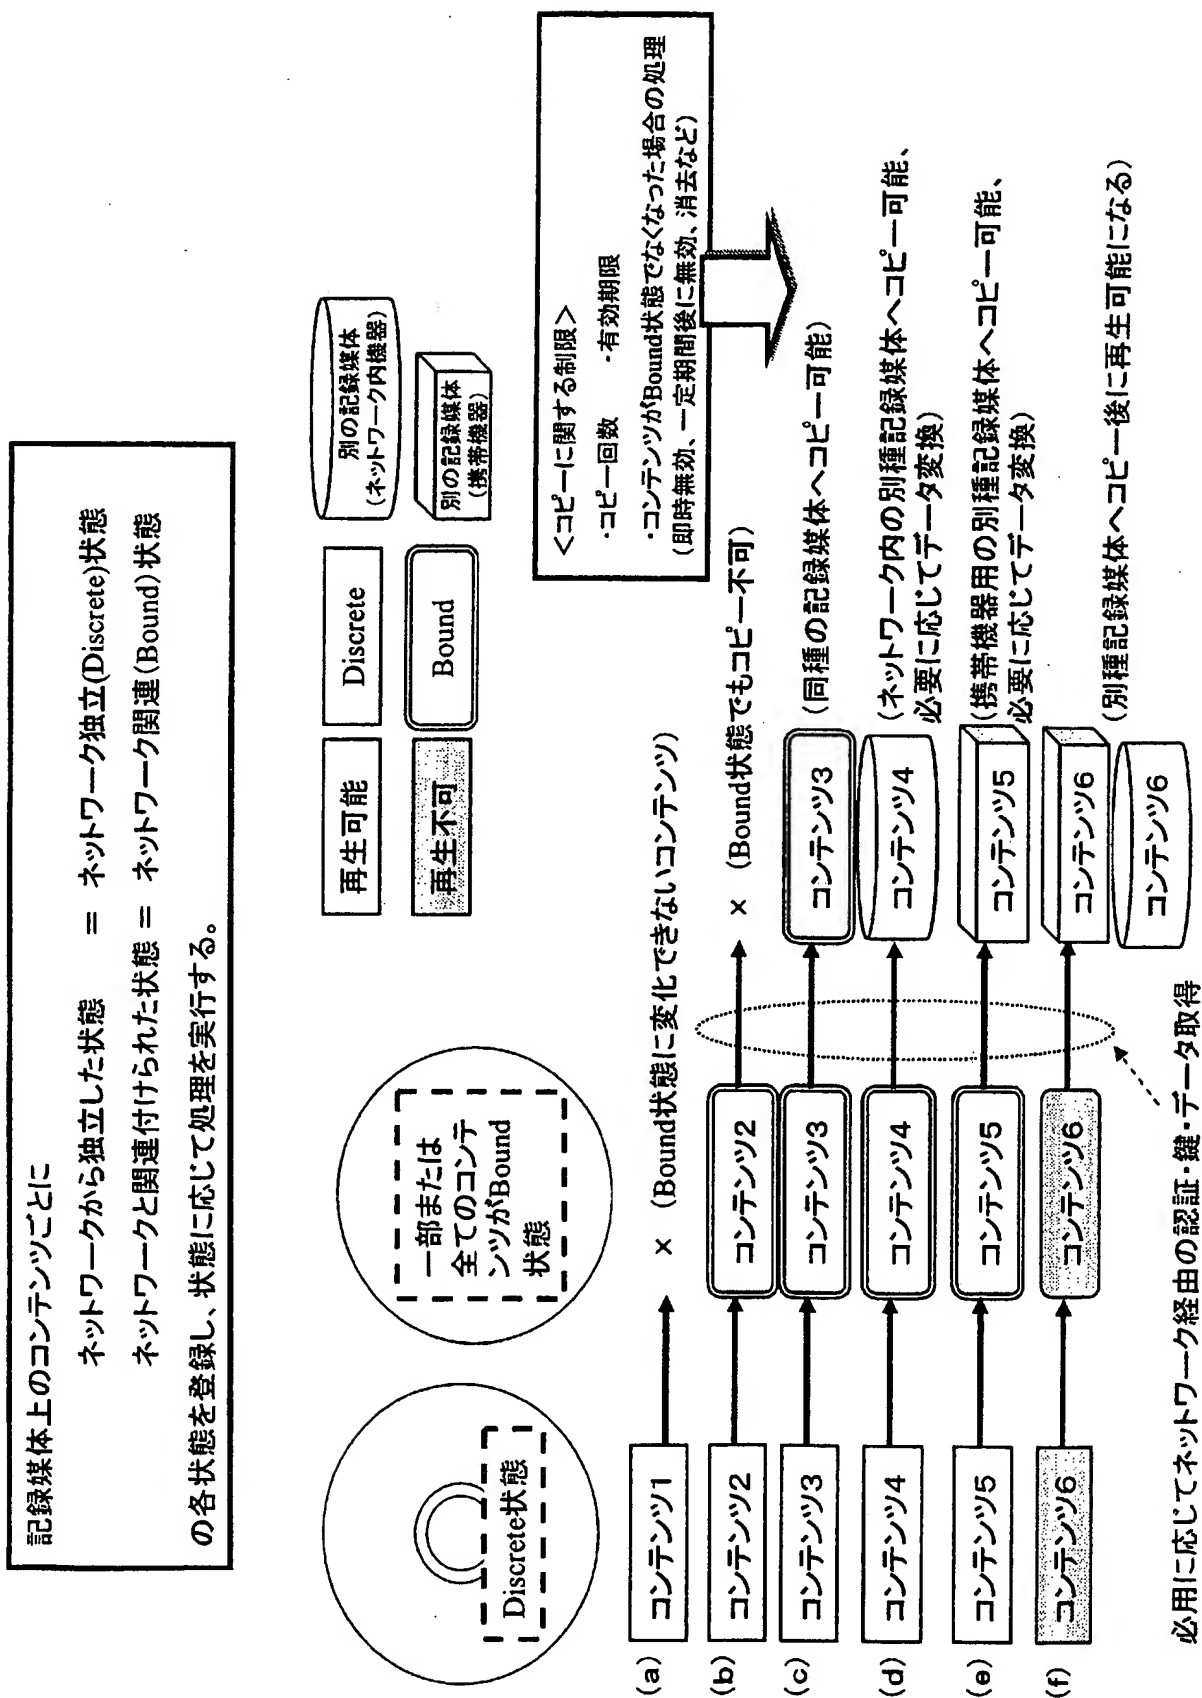 記録媒体上のコンテンツごとに
ネットワークから独立した状態 = ネットワーク独立(Discrete)状態
ネットワークと関連付けられた状態 = ネットワーク関連(Bound)状態
の各状態を登録し、状態に応じて処理を実行する。
再生可能
Discrete
別の記録媒体
(ネットワーク内機器)
再生不可
Bound
別の記録媒体
(携帯機器)
Discrete状態
一部または
全てのコンテ
ンツがBound
状態
<コピーに関する制限>
・コピー回数 ・有効期限
・コンテンツがBound状態でなくなった場合の処理
(即時無効、一定期間後に無効、消去など)
(a) コンテンツ1 × (Bound状態に変化できないコンテンツ)
(b) コンテンツ2 コンテンツ2 × (Bound状態でもコピー不可)
(c) コンテンツ3 コンテンツ3 コンテンツ3 (同種の記録媒体へコピー可能)
(d) コンテンツ4 コンテンツ4 コンテンツ4 (ネットワーク内の別種記録媒体へコピー可能、
必要に応じてデータ変換)
(e) コンテンツ5 コンテンツ5 コンテンツ5 (携帯機器用の別種記録媒体へコピー可能、
必要に応じてデータ変換)
(f) コンテンツ6 コンテンツ6 コンテンツ6 (別種記録媒体へコピー後に再生可能になる)
コンテンツ6
必用に応じてネットワーク経由の認証・鍵・データ取得